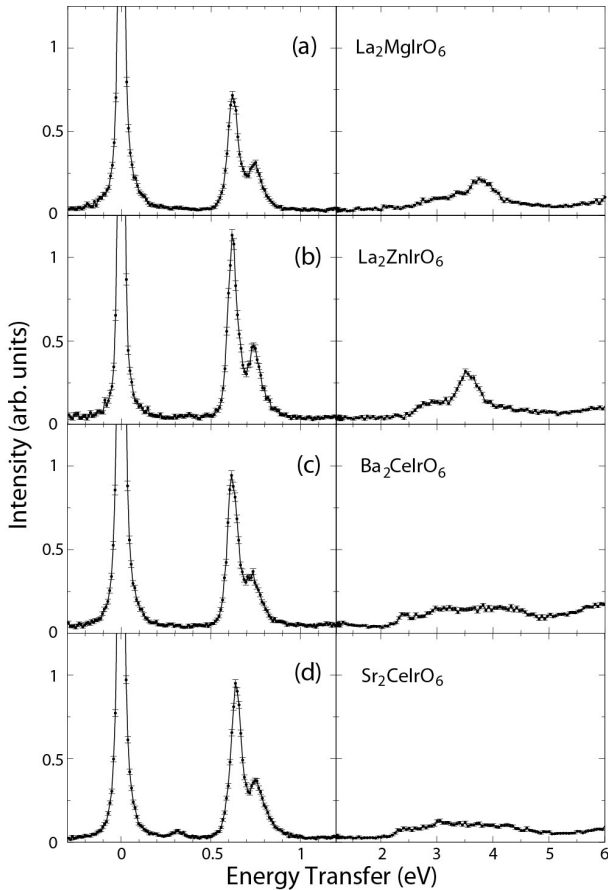 1
0.5
0
(a)
La2MgIrO6
1
0.5
0
(b)
La2ZnIrO6
1
0.5
0
(c)
Ba2CeIrO6
1
0.5
0
(d)
Sr2CeIrO6
Intensity (arb. units)
0 0.5 1 2 3 4 5 6
Energy Transfer (eV)